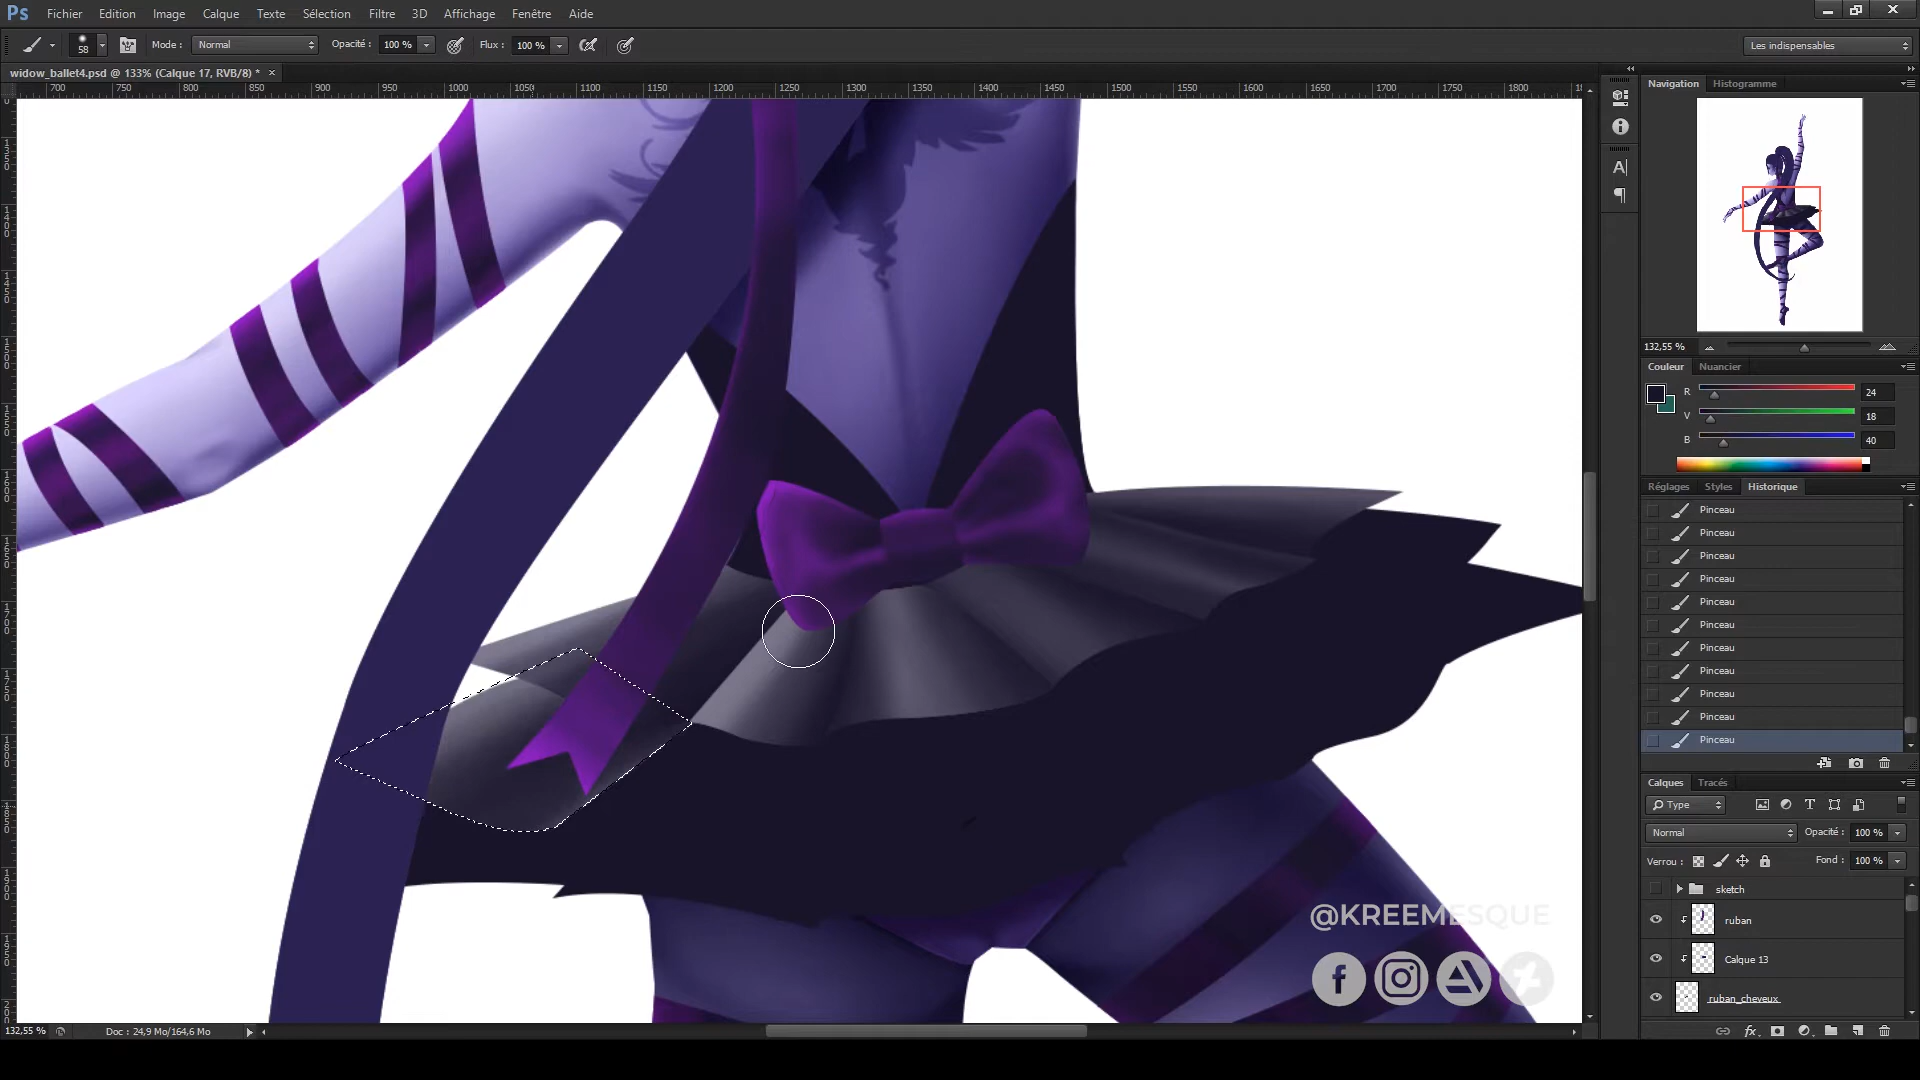 Ps Fichier Edition Image Calque Texte Sélection Filtre 3D Affichage Fenêtre Aide
58 Mode : Normal Opacité : 100 % Flux : 100 % Les indispensables
widow_ballet4.psd @ 133% (Calque 17, RVB/8) * ×
700 750 800 850 900 950 1000 1050 1100 1150 1200 1250 1300 1350 1400 1450 1500 1550 1600 1650 1700 1750 1800
Navigation Histogramme
132,55 %
Couleur Nuancier
R 24
V 18
B 40
Réglages Styles Historique
Pinceau
Pinceau
Pinceau
Pinceau
Pinceau
Pinceau
Pinceau
Pinceau
Pinceau
Pinceau
Pinceau
Calques Tracés
Type
Normal Opacité : 100 %
Verrou : Fond : 100 %
sketch
ruban
Calque 13
ruban_cheveux
@KREEMESQUE
132,55 % Doc : 24,9 Mo/164,6 Mo